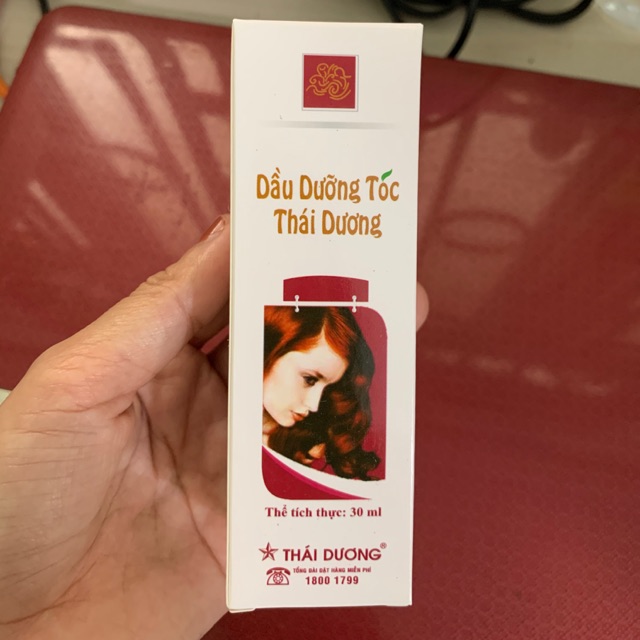 Dầu Dưỡng Tóc
Thái Dương
Thể tích thực: 30 ml
THÁI DƯƠNG®
TỔNG ĐÀI ĐẶT HÀNG MIỄN PHÍ
1800 1799